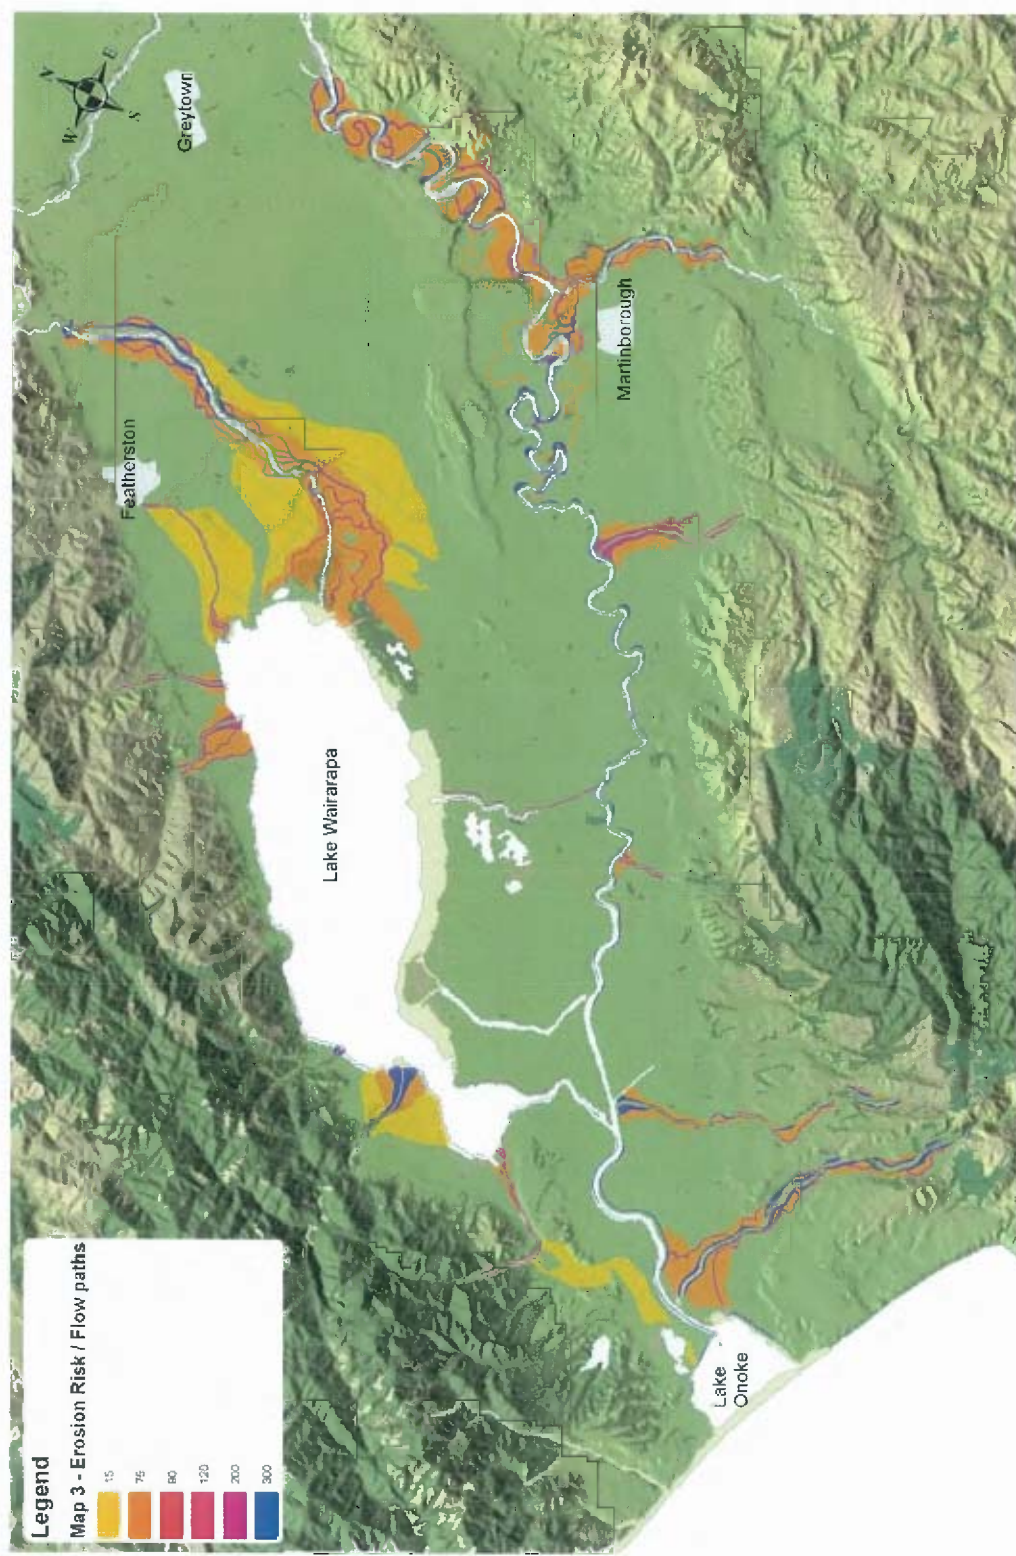 Legend
Map 3 - Erosion Risk / Flow paths
15
75
90
120
200
300
N
E
S
W
Greytown
Featherston
Martinborough
Lake Wairarapa
Lake
Onoke